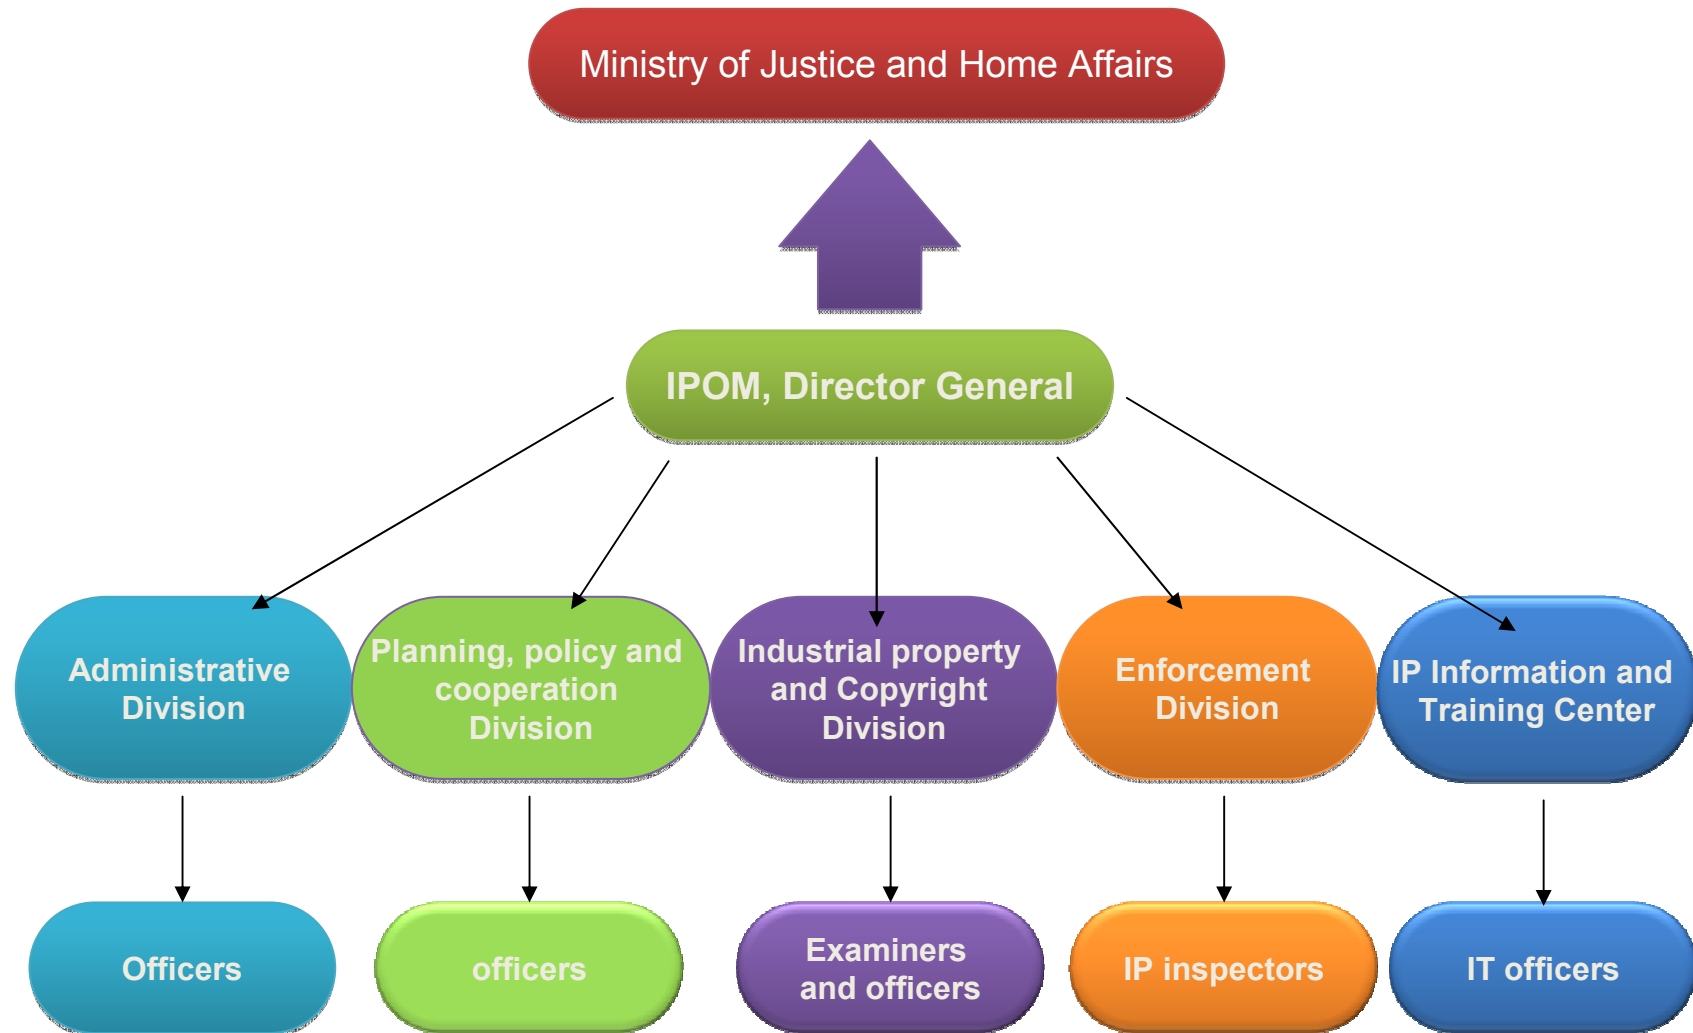 Ministry of Justice and Home Affairs
IPOM, Director General
Administrative
Division
Planning, policy and
cooperation
Division
Industrial property
and Copyright
Division
Enforcement
Division
IP Information and
Training Center
Officers
officers
Examiners
and officers
IP inspectors
IT officers